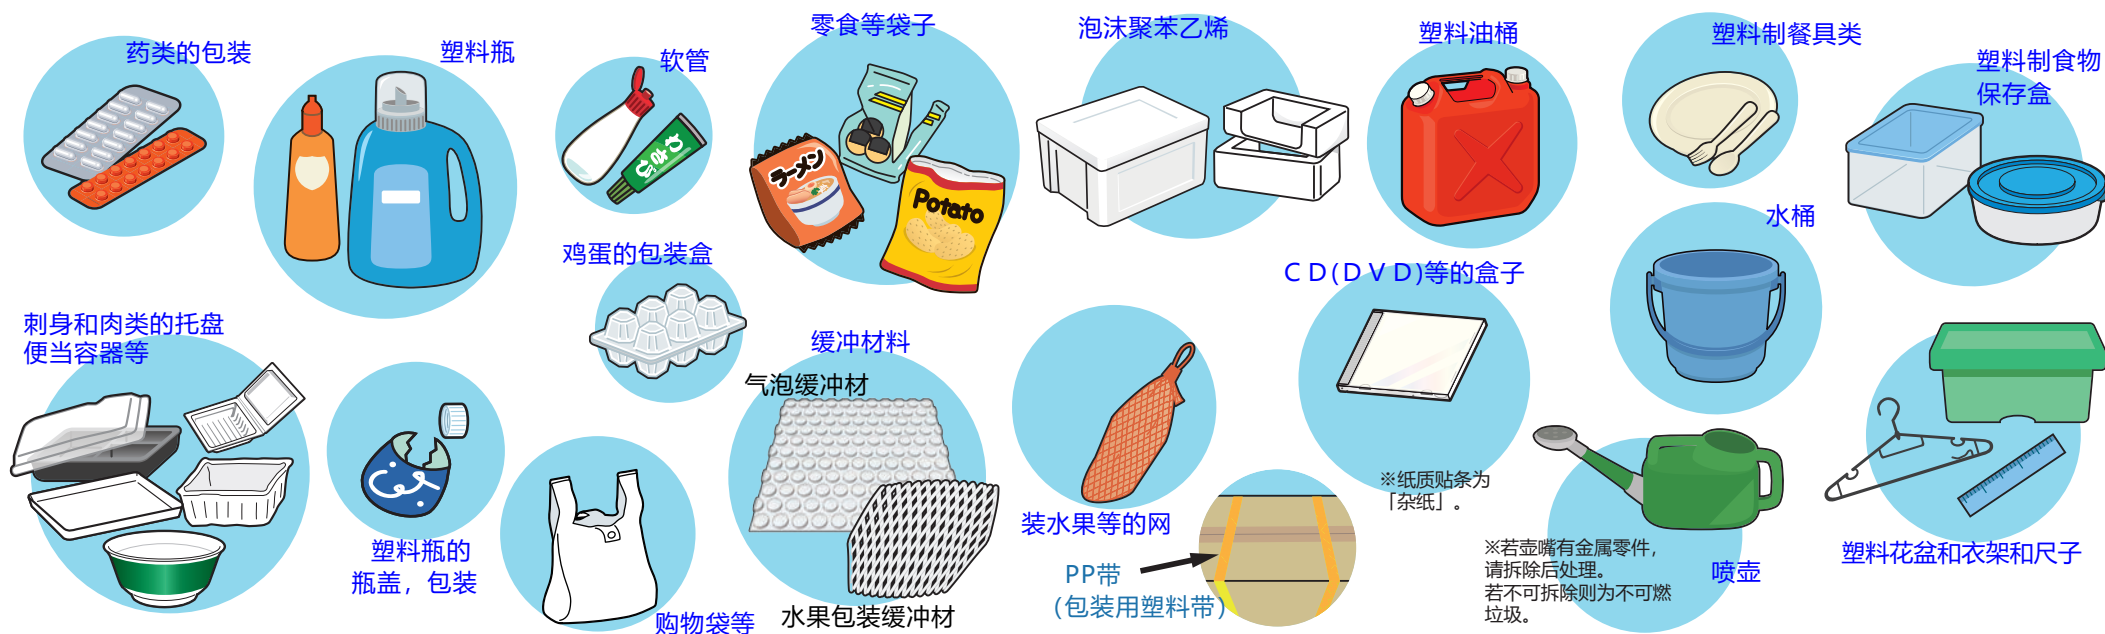 药类的包装
塑料瓶
软管
零食等袋子
泡沫聚苯乙烯
塑料油桶
塑料制餐具类
塑料制食物
保存盒
わさび
ラーメン
Potato
鸡蛋的包装盒
水桶
CD(DVD)等的盒子
刺身和肉类的托盘
便当容器等
缓冲材料
气泡缓冲材
※纸质贴条为
「杂纸」。
装水果等的网
塑料瓶的
瓶盖，包装
PP带
(包装用塑料带)
※若壶嘴有金属零件，
请拆除后处理。
若不可拆除则为不可燃
垃圾。
喷壶
塑料花盆和衣架和尺子
购物袋等
水果包装缓冲材